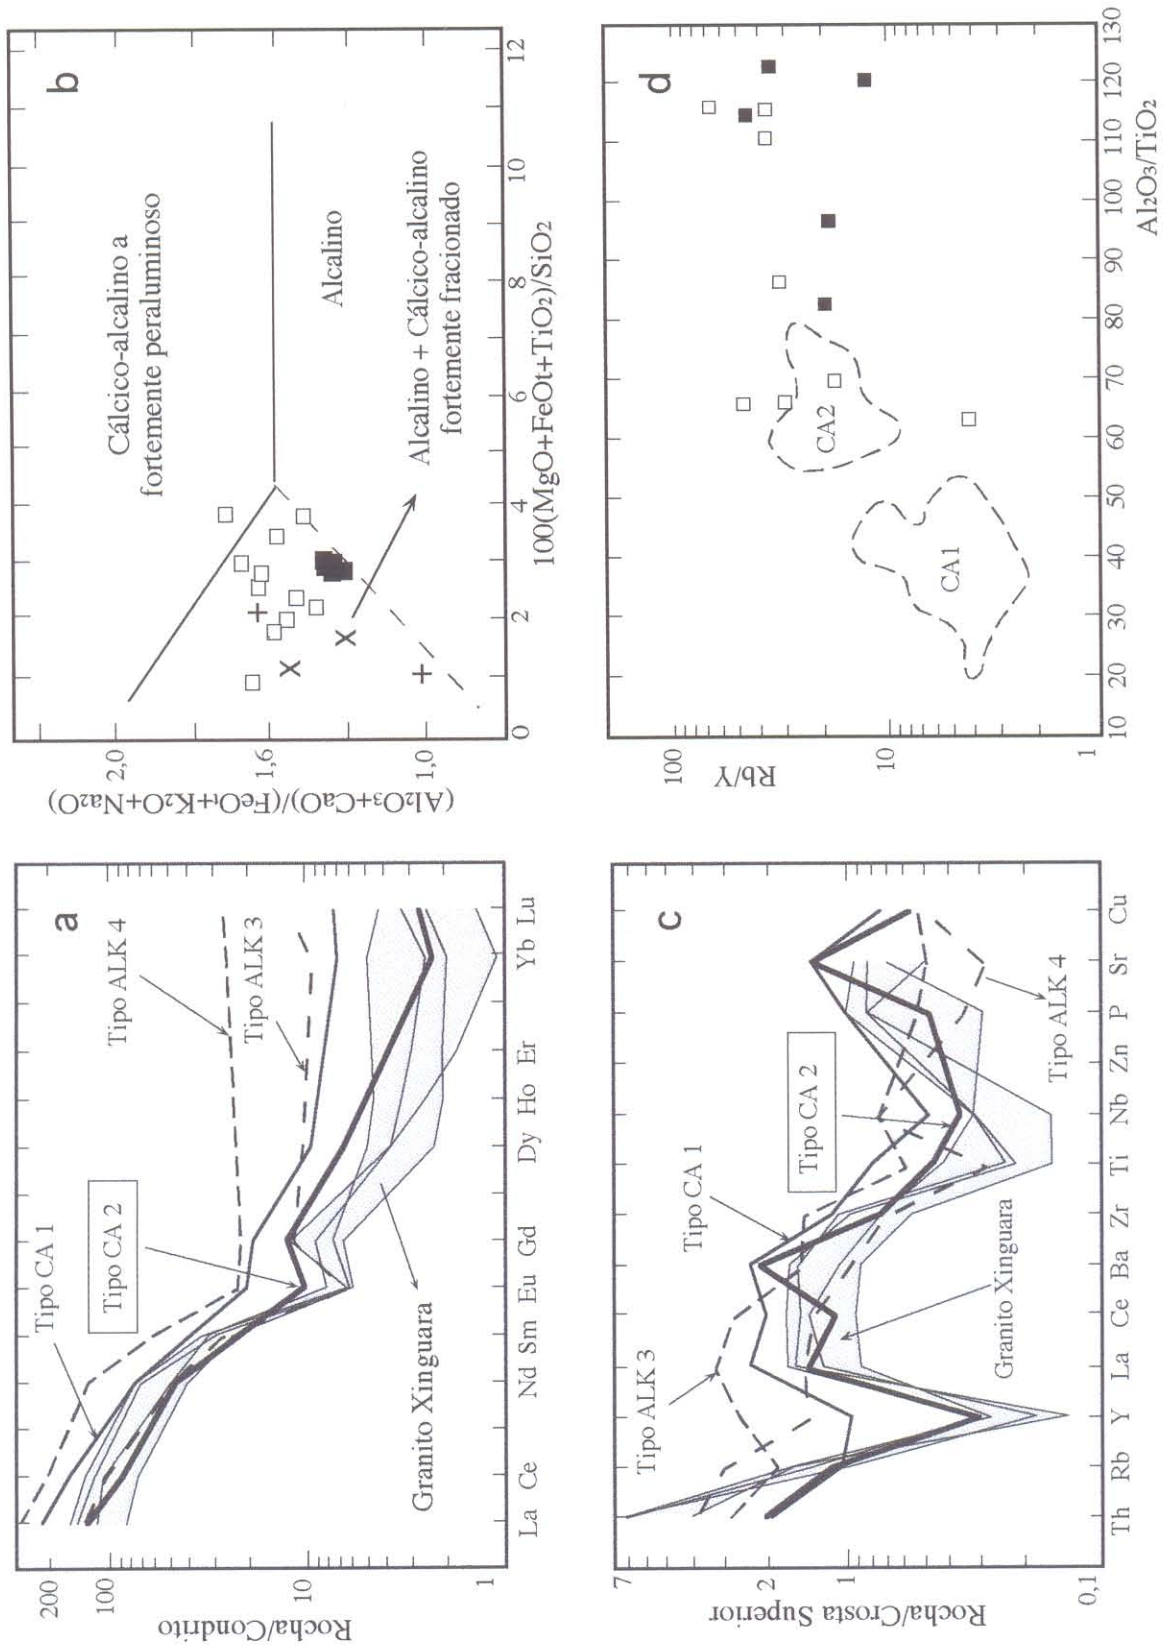 a
Rocha/Condrito
200
100
10
1
Tipo ALK 4
Tipo ALK 3
Tipo CA 1
Tipo CA 2
Granito Xinguara
La Ce Nd Sm Eu Gd Dy Ho Er Yb Lu
b
(Al2O3+CaO)/(FeOt+K2O+Na2O)
2,0
1,6
1,0
Cálcico-alcalino a
fortemente peraluminoso
Alcalino
Alcalino + Cálcico-alcalino
fortemente fracionado
0 2 4 6 8 10 12
100(MgO+FeOt+TiO2)/SiO2
c
Rocha/Crosta Superior
7
2
1
0,1
Tipo ALK 3
Tipo CA 1
Tipo CA 2
Tipo ALK 4
Granito Xinguara
Th Rb Y La Ce Ba Zr Ti Nb Zn P Sr Cu
d
Rb/Y
100
10
1
CA1
CA2
10 20 30 40 50 60 70 80 90 100 110 120 130
Al2O3/TiO2